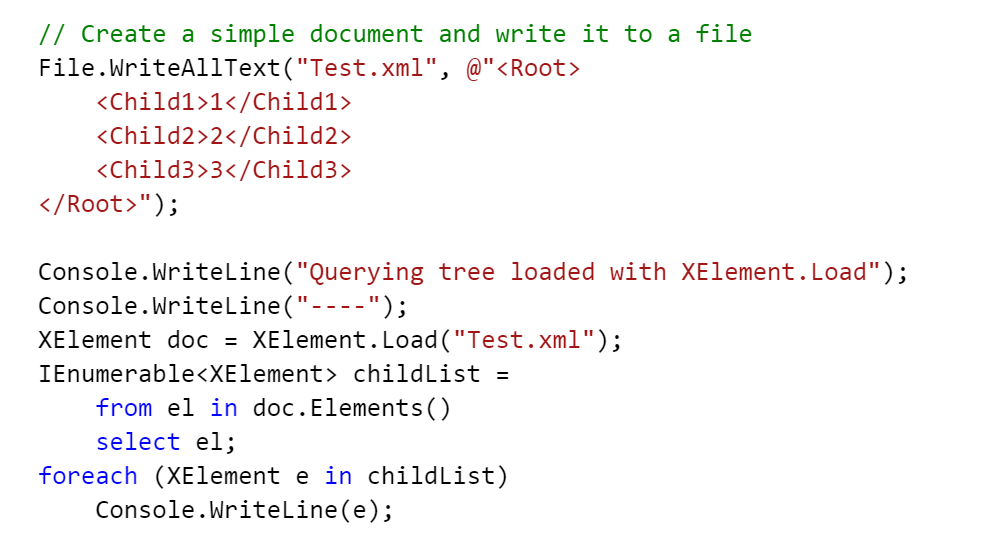 // Create a simple document and write it to a file
File.WriteAllText("Test.xml", @"<Root>
    <Child1>1</Child1>
    <Child2>2</Child2>
    <Child3>3</Child3>
</Root>");

Console.WriteLine("Querying tree loaded with XElement.Load");
Console.WriteLine("----");
XElement doc = XElement.Load("Test.xml");
IEnumerable<XElement> childList =
    from el in doc.Elements()
    select el;
foreach (XElement e in childList)
    Console.WriteLine(e);